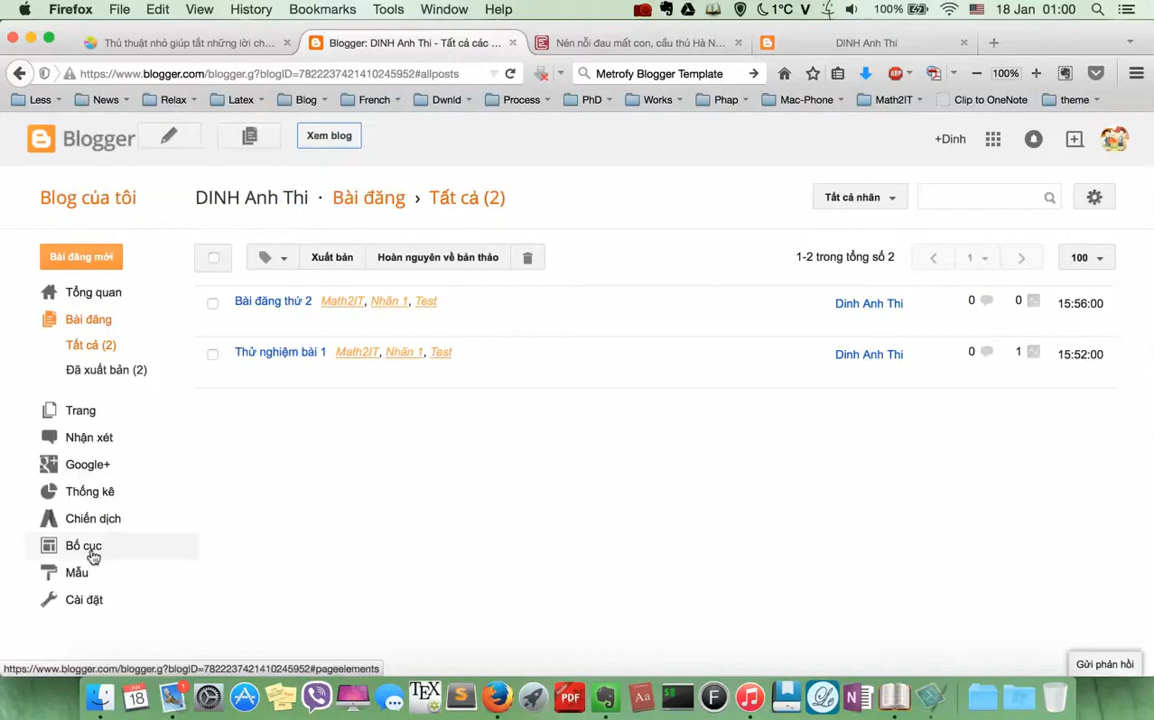 Firefox File Edit View History Bookmarks Tools Window Help 1°C V 100% 18 Jan 01:00
Thủ thuật nhỏ giúp tắt những lời ch... × Blogger: DINH Anh Thi - Tất cả các ... × Nén nỗi đau mất con, cầu thủ Hà N... × DINH Anh Thi × +
https://www.blogger.com/blogger.g?blogID=7822237421410245952#allposts Metrofy Blogger Template 100%
Less News Relax Latex Blog French Dwnld Process PhD Works Phap Mac-Phone Math2IT Clip to OneNote theme
Blogger Xem blog +Dinh
Blog của tôi DINH Anh Thi · Bài đăng › Tất cả (2) Tất cả nhãn
Bài đăng mới Xuất bản Hoàn nguyên về bản thảo 1-2 trong tổng số 2 1 100
Tổng quan
Bài đăng thứ 2 Math2IT, Nhãn 1, Test Dinh Anh Thi 0 0 15:56:00
Bài đăng
Tất cả (2)
Thử nghiệm bài 1 Math2IT, Nhãn 1, Test Dinh Anh Thi 0 1 15:52:00
Đã xuất bản (2)
Trang
Nhận xét
Google+
Thống kê
Chiến dịch
Bố cục
Mẫu
Cài đặt
https://www.blogger.com/blogger.g?blogID=7822237421410245952#pageelements
Gửi phản hồi